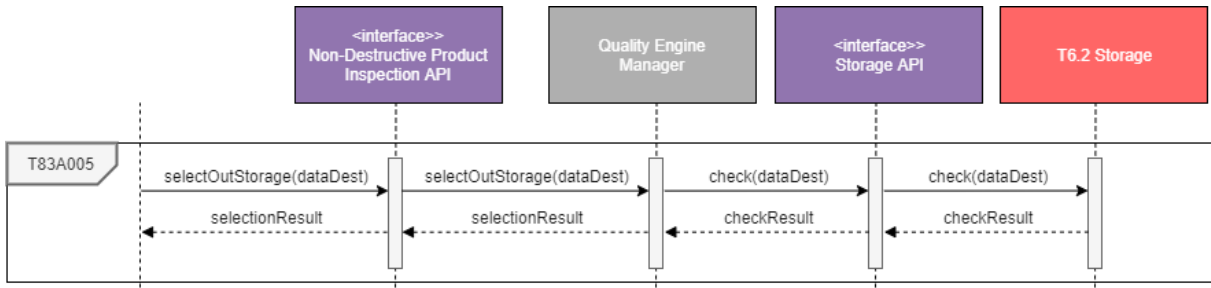 <interface>>
Non-Destructive Product
Inspection API
Quality Engine
Manager
<interface>>
Storage API
T6.2 Storage
T83A005
selectOutStorage(dataDest)
selectOutStorage(dataDest)
check(dataDest)
check(dataDest)
selectionResult
selectionResult
checkResult
checkResult